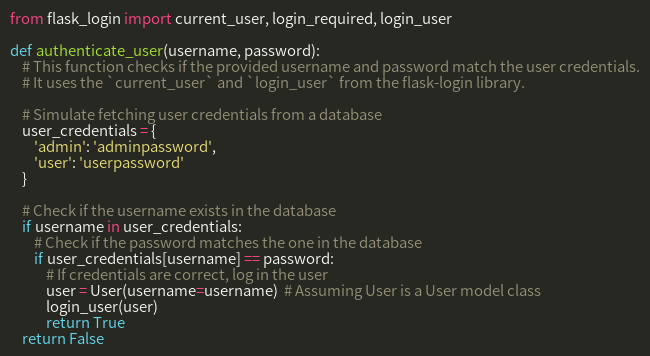 from flask_login import current_user, login_required, login_user

def authenticate_user(username, password):
    # This function checks if the provided username and password match the user credentials.
    # It uses the `current_user` and `login_user` from the flask-login library.

    # Simulate fetching user credentials from a database
    user_credentials = {
        'admin': 'adminpassword',
        'user': 'userpassword'
    }

    # Check if the username exists in the database
    if username in user_credentials:
        # Check if the password matches the one in the database
        if user_credentials[username] == password:
            # If credentials are correct, log in the user
            user = User(username=username)  # Assuming User is a User model class
            login_user(user)
            return True
    return False